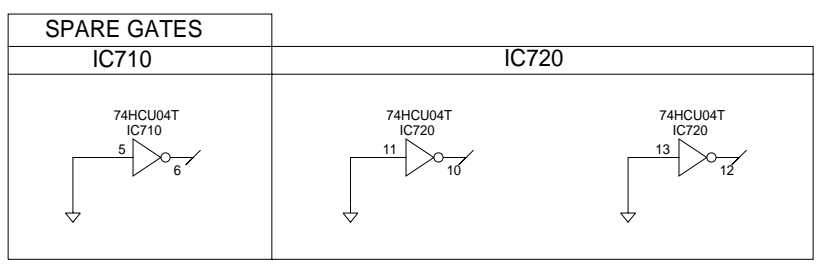 SPARE GATES
IC710 IC720
74HCU04T 74HCU04T 74HCU04T
IC710 IC720 IC720
5 11 13
6 10 12